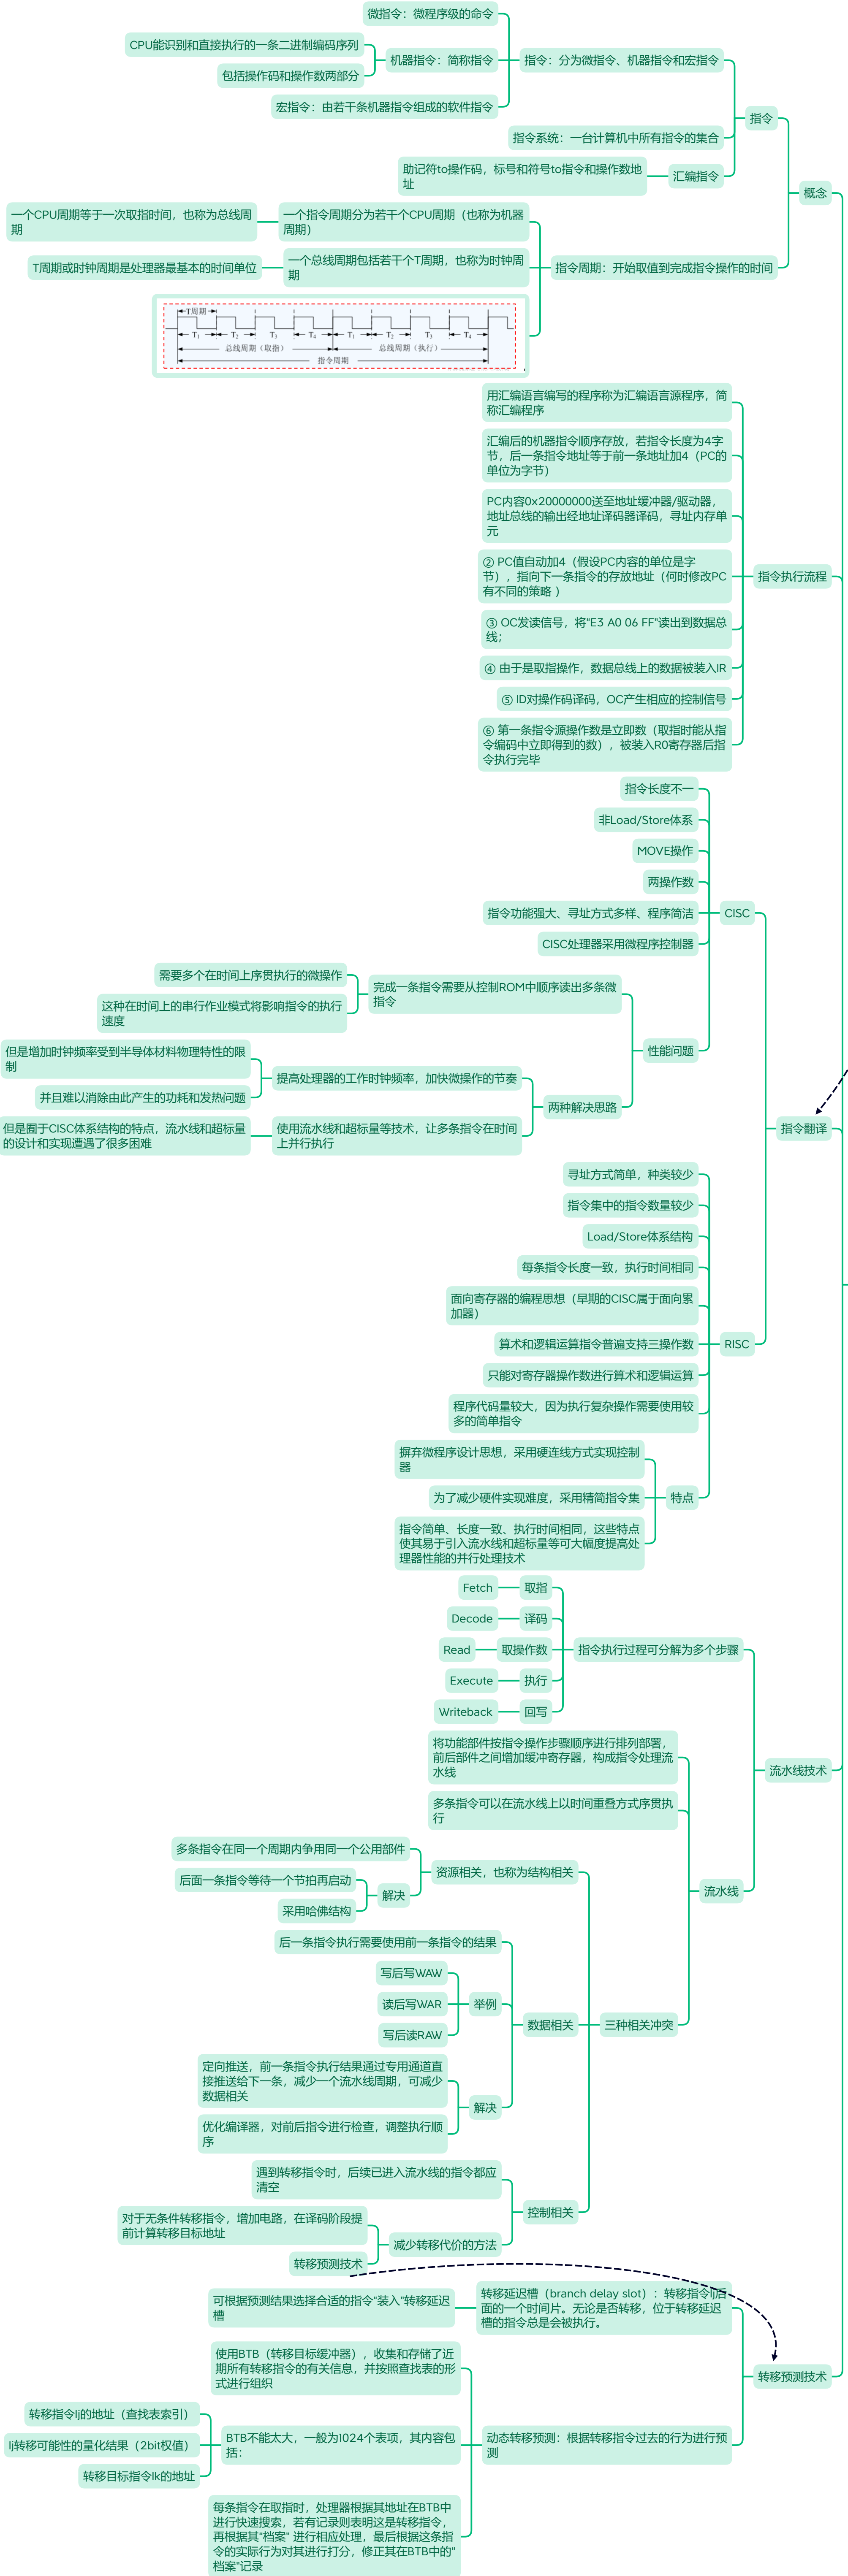 微指令：微程序级的命令
CPU能识别和直接执行的一条二进制编码序列
包括操作码和操作数两部分
机器指令：简称指令
指令：分为微指令、机器指令和宏指令
宏指令：由若干条机器指令组成的软件指令
指令
指令系统：一台计算机中所有指令的集合
助记符to操作码，标号和符号to指令和操作数地
址
汇编指令
概念
一个CPU周期等于一次取指时间，也称为总线周
期
一个指令周期分为若干个CPU周期（也称为机器
周期）
T周期或时钟周期是处理器最基本的时间单位
一个总线周期包括若干个T周期，也称为时钟周
期
指令周期：开始取值到完成指令操作的时间
T周期
T1 T2 T3 T4 T1 T2 T3 T4
总线周期（取指） 总线周期（执行）
指令周期
用汇编语言编写的程序称为汇编语言源程序，简
称汇编程序
汇编后的机器指令顺序存放，若指令长度为4字
节，后一条指令地址等于前一条地址加4（PC的
单位为字节）
PC内容0x20000000送至地址缓冲器/驱动器，
地址总线的输出经地址译码器译码，寻址内存单
元
② PC值自动加4（假设PC内容的单位是字
节），指向下一条指令的存放地址（何时修改PC
有不同的策略 ）
指令执行流程
③ OC发读信号，将"E3 A0 06 FF"读出到数据总
线；
④ 由于是取指操作，数据总线上的数据被装入IR
⑤ ID对操作码译码，OC产生相应的控制信号
⑥ 第一条指令源操作数是立即数（取指时能从指
令编码中立即得到的数），被装入R0寄存器后指
令执行完毕
指令长度不一
非Load/Store体系
MOVE操作
两操作数
指令功能强大、寻址方式多样、程序简洁
CISC
CISC处理器采用微程序控制器
需要多个在时间上序贯执行的微操作
这种在时间上的串行作业模式将影响指令的执行
速度
完成一条指令需要从控制ROM中顺序读出多条微
指令
性能问题
但是增加时钟频率受到半导体材料物理特性的限
制
并且难以消除由此产生的功耗和发热问题
提高处理器的工作时钟频率，加快微操作的节奏
两种解决思路
但是囿于CISC体系结构的特点，流水线和超标量
的设计和实现遭遇了很多困难
使用流水线和超标量等技术，让多条指令在时间
上并行执行
指令翻译
寻址方式简单，种类较少
指令集中的指令数量较少
Load/Store体系结构
每条指令长度一致，执行时间相同
面向寄存器的编程思想（早期的CISC属于面向累
加器）
算术和逻辑运算指令普遍支持三操作数
RISC
只能对寄存器操作数进行算术和逻辑运算
程序代码量较大，因为执行复杂操作需要使用较
多的简单指令
摒弃微程序设计思想，采用硬连线方式实现控制
器
为了减少硬件实现难度，采用精简指令集
特点
指令简单、长度一致、执行时间相同，这些特点
使其易于引入流水线和超标量等可大幅度提高处
理器性能的并行处理技术
Fetch
取指
Decode
译码
Read
取操作数
指令执行过程可分解为多个步骤
Execute
执行
Writeback
回写
将功能部件按指令操作步骤顺序进行排列部署，
前后部件之间增加缓冲寄存器，构成指令处理流
水线
流水线技术
多条指令可以在流水线上以时间重叠方式序贯执
行
多条指令在同一个周期内争用同一个公用部件
资源相关，也称为结构相关
后面一条指令等待一个节拍再启动
解决
采用哈佛结构
流水线
后一条指令执行需要使用前一条指令的结果
写后写WAW
读后写WAR
举例
写后读RAW
数据相关
三种相关冲突
定向推送，前一条指令执行结果通过专用通道直
接推送给下一条，减少一个流水线周期，可减少
数据相关
解决
优化编译器，对前后指令进行检查，调整执行顺
序
遇到转移指令时，后续已进入流水线的指令都应
清空
控制相关
对于无条件转移指令，增加电路，在译码阶段提
前计算转移目标地址
减少转移代价的方法
转移预测技术
可根据预测结果选择合适的指令"装入"转移延迟
槽
转移延迟槽（branch delay slot）：转移指令Ij后
面的一个时间片。无论是否转移，位于转移延迟
槽的指令总是会被执行。
使用BTB（转移目标缓冲器），收集和存储了近
期所有转移指令的有关信息，并按照查找表的形
式进行组织
转移预测技术
转移指令Ij的地址（查找表索引）
Ij转移可能性的量化结果（2bit权值）
转移目标指令Ik的地址
BTB不能太大，一般为1024个表项，其内容包
括：
动态转移预测：根据转移指令过去的行为进行预
测
每条指令在取指时，处理器根据其地址在BTB中
进行快速搜索，若有记录则表明这是转移指令，
再根据其"档案" 进行相应处理，最后根据这条指
令的实际行为对其进行打分，修正其在BTB中的"
档案"记录